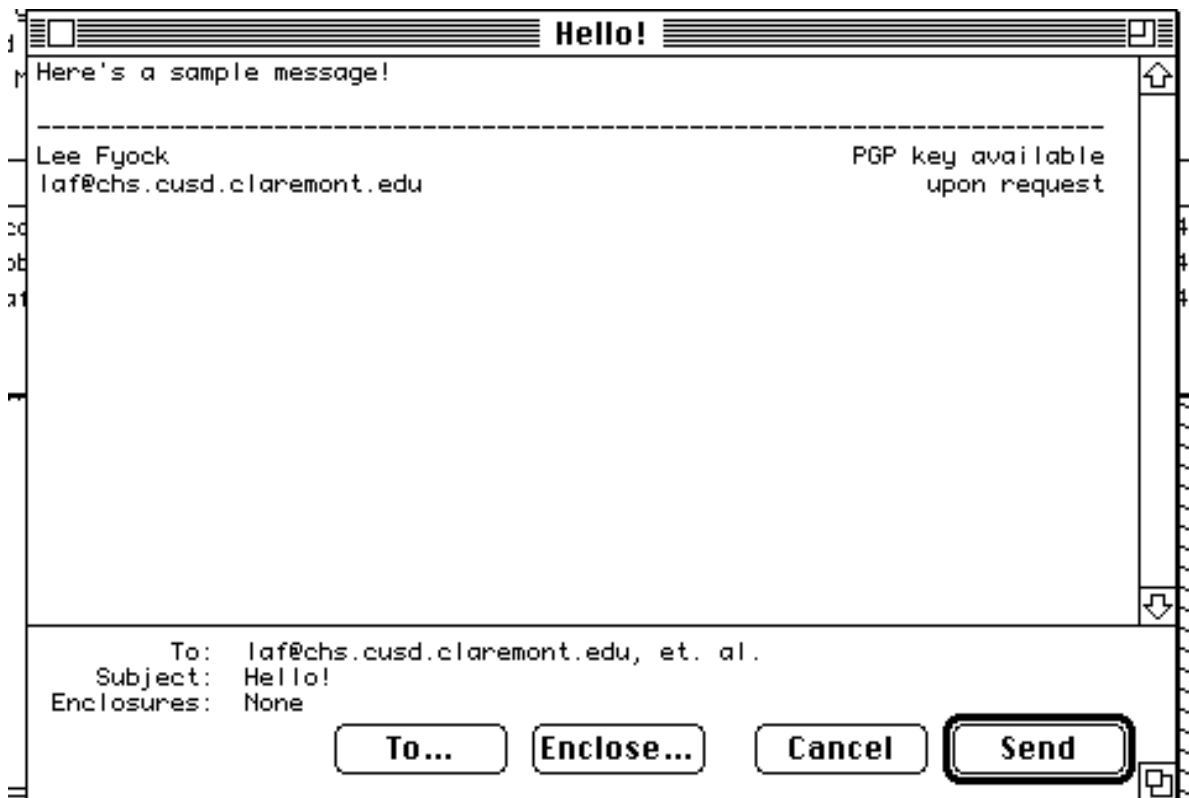 Hello!
Here's a sample message!
------------------------------------------------------------------------
Lee Fyock PGP key available
laf@chs.cusd.claremont.edu upon request
To: laf@chs.cusd.claremont.edu, et. al.
Subject: Hello!
Enclosures: None
To... Enclose... Cancel Send